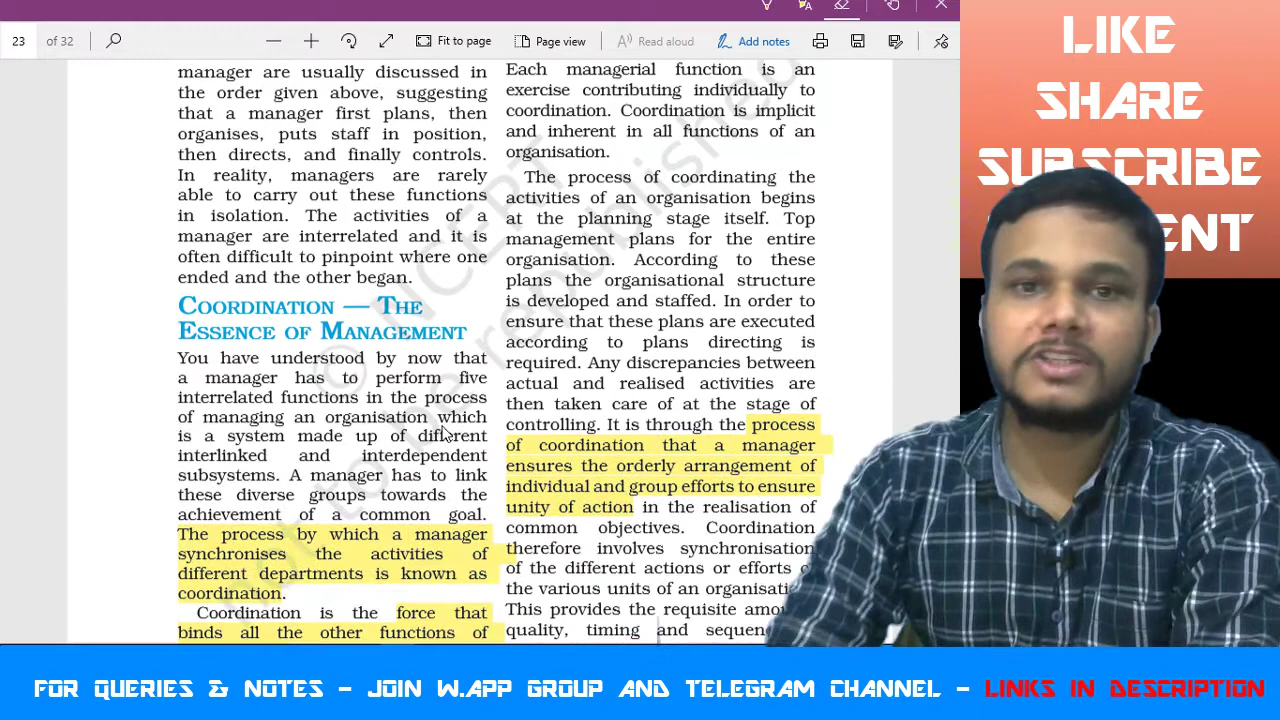 23 of 32
Fit to page
Page view
Read aloud
Add notes
manager are usually discussed in
the order given above, suggesting
that a manager first plans, then
organises, puts staff in position,
then directs, and finally controls.
In reality, managers are rarely
able to carry out these functions
in isolation. The activities of a
manager are interrelated and it is
often difficult to pinpoint where one
ended and the other began.
COORDINATION — THE
ESSENCE OF MANAGEMENT
You have understood by now that
a manager has to perform five
interrelated functions in the process
of managing an organisation which
is a system made up of different
interlinked and interdependent
subsystems. A manager has to link
these diverse groups towards the
achievement of a common goal.
The process by which a manager
synchronises the activities of
different departments is known as
coordination.
Coordination is the force that
binds all the other functions of
Each managerial function is an
exercise contributing individually to
coordination. Coordination is implicit
and inherent in all functions of an
organisation.
The process of coordinating the
activities of an organisation begins
at the planning stage itself. Top
management plans for the entire
organisation. According to these
plans the organisational structure
is developed and staffed. In order to
ensure that these plans are executed
according to plans directing is
required. Any discrepancies between
actual and realised activities are
then taken care of at the stage of
controlling. It is through the process
of coordination that a manager
ensures the orderly arrangement of
individual and group efforts to ensure
unity of action in the realisation of
common objectives. Coordination
therefore involves synchronisation
of the different actions or efforts
the various units of an
This provides the requisite
quality, timing and
© NCERT
not to be republished
LIKE
SHARE
SUBSCRIBE
FOR QUERIES & NOTES - JOIN W.APP GROUP AND TELEGRAM CHANNEL - LINKS IN DESCRIPTION